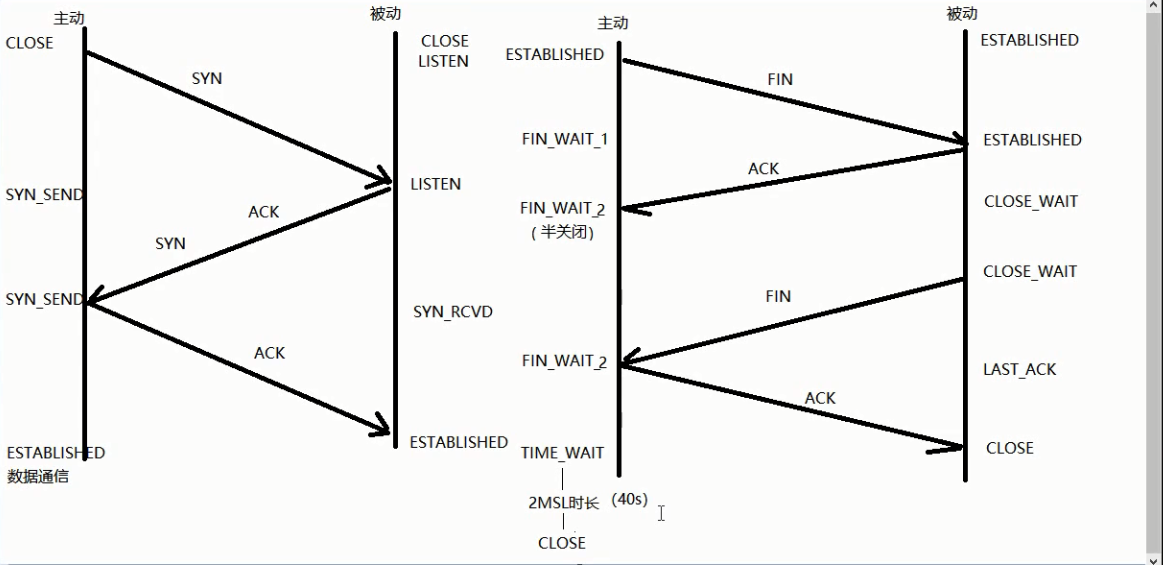 主动
被动
CLOSE
CLOSE
LISTEN
SYN
SYN_SEND
LISTEN
ACK
SYN
SYN_SEND
SYN_RCVD
ACK
ESTABLISHED
ESTABLISHED
数据通信
主动
被动
ESTABLISHED
ESTABLISHED
FIN
FIN_WAIT_1
ESTABLISHED
ACK
FIN_WAIT_2
(半关闭)
CLOSE_WAIT
CLOSE_WAIT
FIN
FIN_WAIT_2
LAST_ACK
ACK
TIME_WAIT
CLOSE
2MSL时长 (40s)
CLOSE